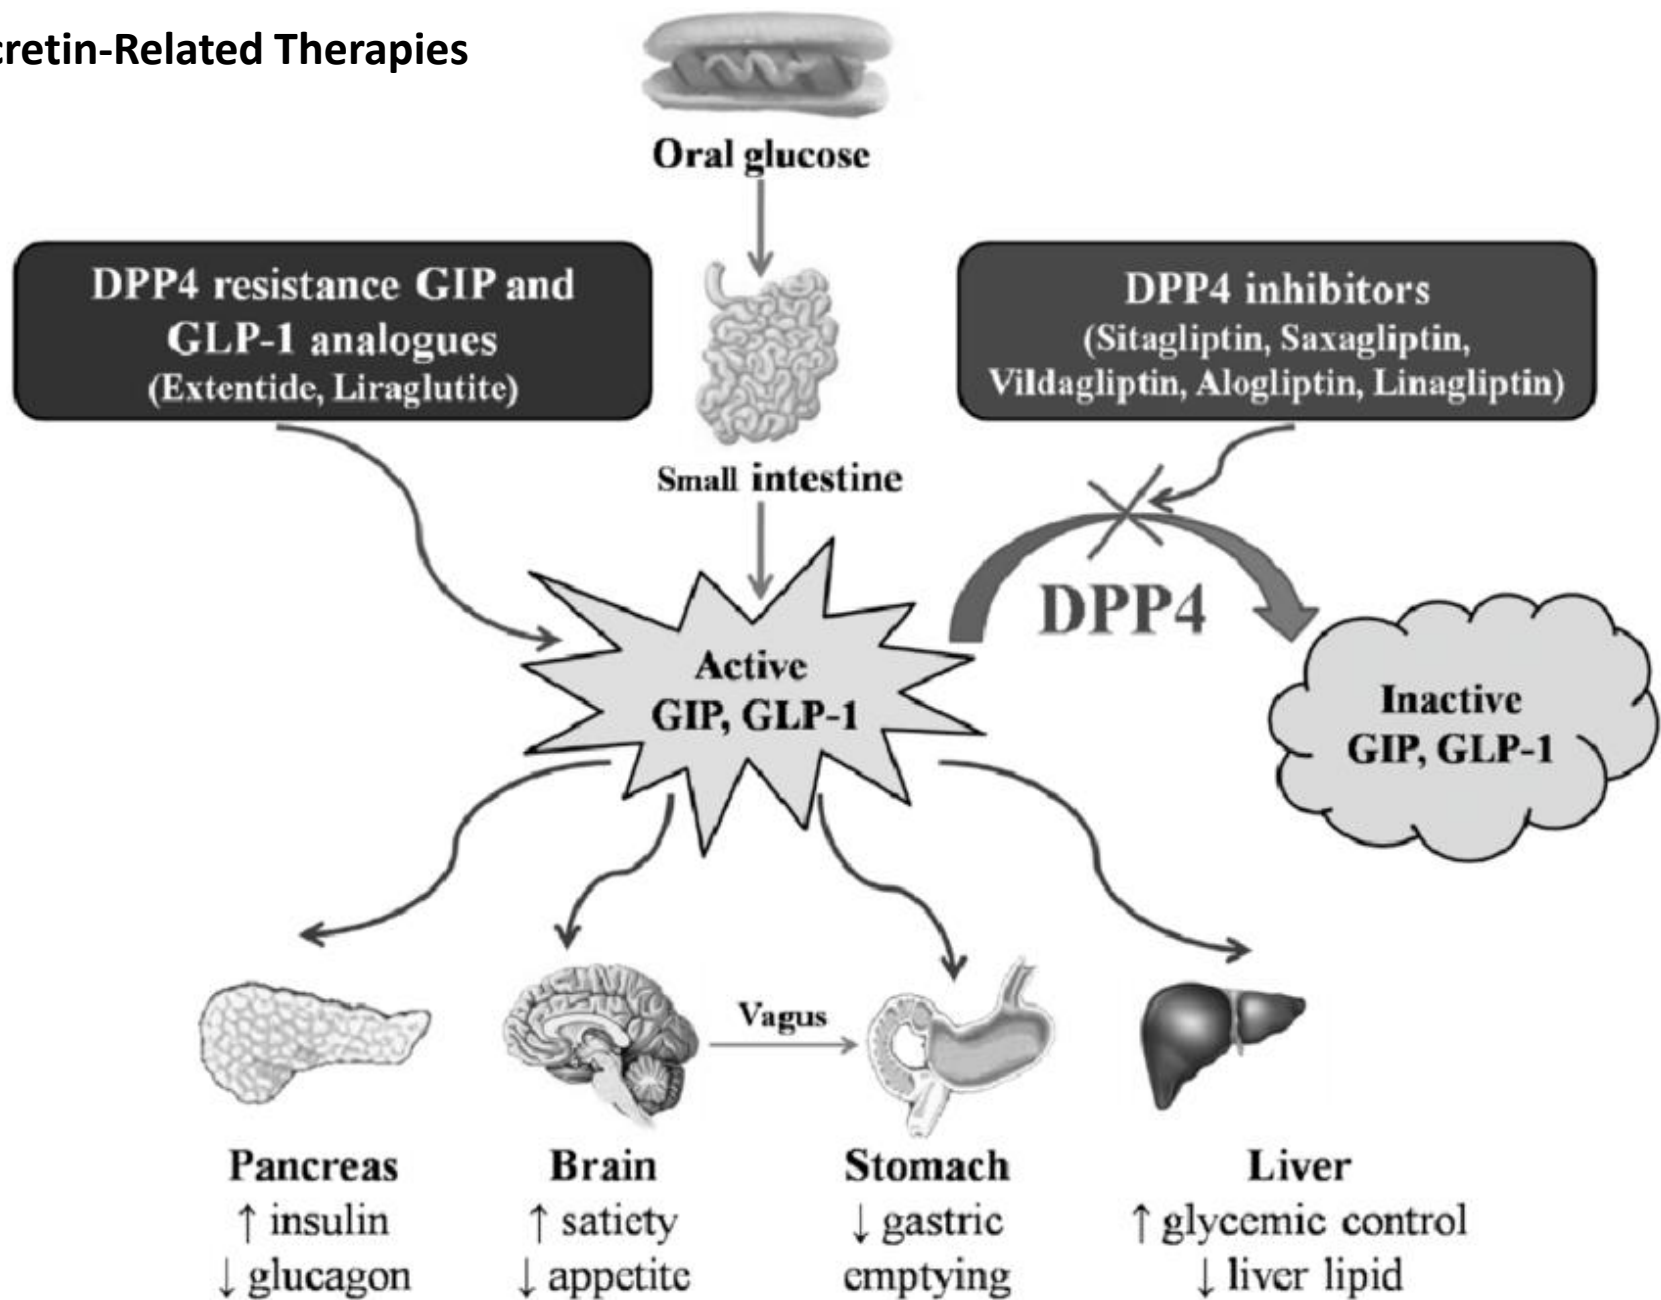 cretin-Related Therapies
Oral glucose
DPP4 resistance GIP and
GLP-1 analogues
(Extentide, Liraglutite)
DPP4 inhibitors
(Sitagliptin, Saxagliptin,
Vildagliptin, Alogliptin, Linagliptin)
Small intestine
DPP4
Active
GIP, GLP-1
Inactive
GIP, GLP-1
Vagus
Pancreas
↑ insulin
↓ glucagon
Brain
↑ satiety
↓ appetite
Stomach
↓ gastric
emptying
Liver
↑ glycemic control
↓ liver lipid